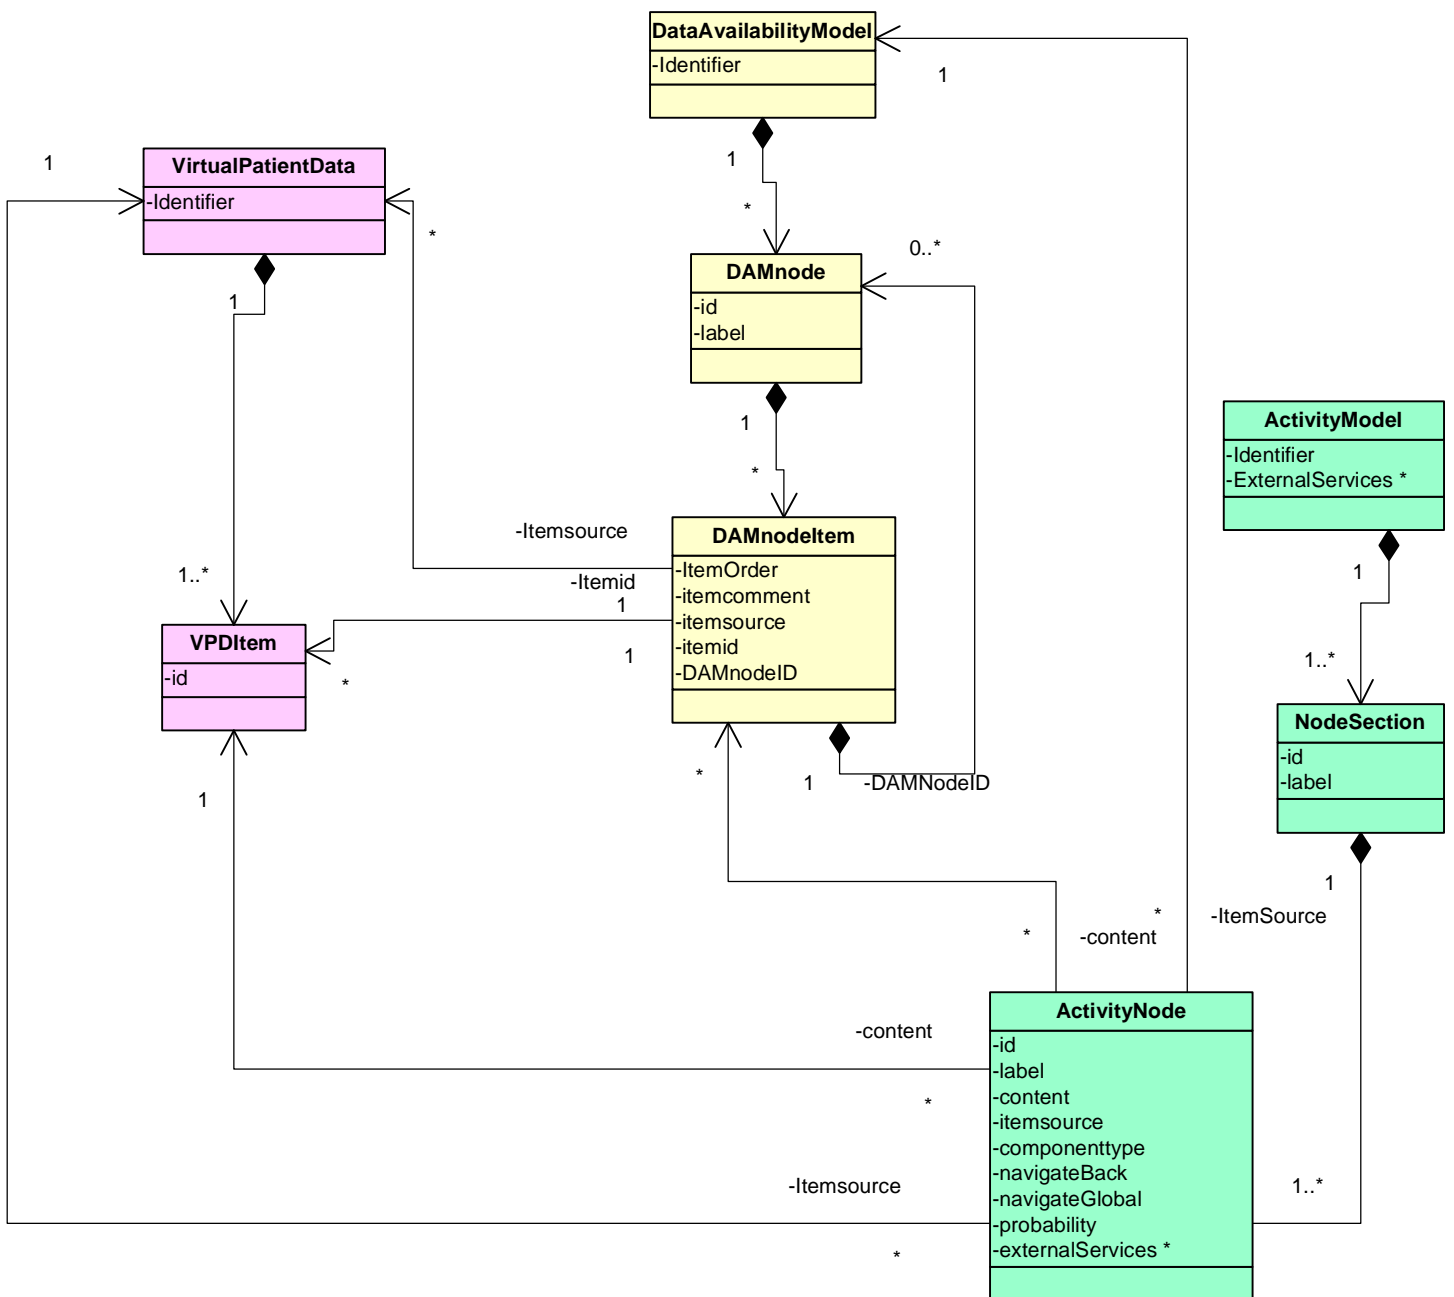 DataAvailabilityModel
-Identifier
1
1
VirtualPatientData
-Identifier
*
1
*
0..*
DAMnode
-id
-label
1
1
*
ActivityModel
-Identifier
-ExternalServices *
1
-Itemsource
DAMnodeItem
-ItemOrder
-itemcomment
-itemsource
-itemid
-DAMnodeID
1..*
-Itemid
1
1
*
VPDItem
-id
1..*
NodeSection
-id
-label
1
1
*
1
-DAMNodeID
*
-content
*
-ItemSource
ActivityNode
-id
-label
-content
-itemsource
-componenttype
-navigateBack
-navigateGlobal
-probability
-externalServices *
-content
*
-Itemsource
*
1..*